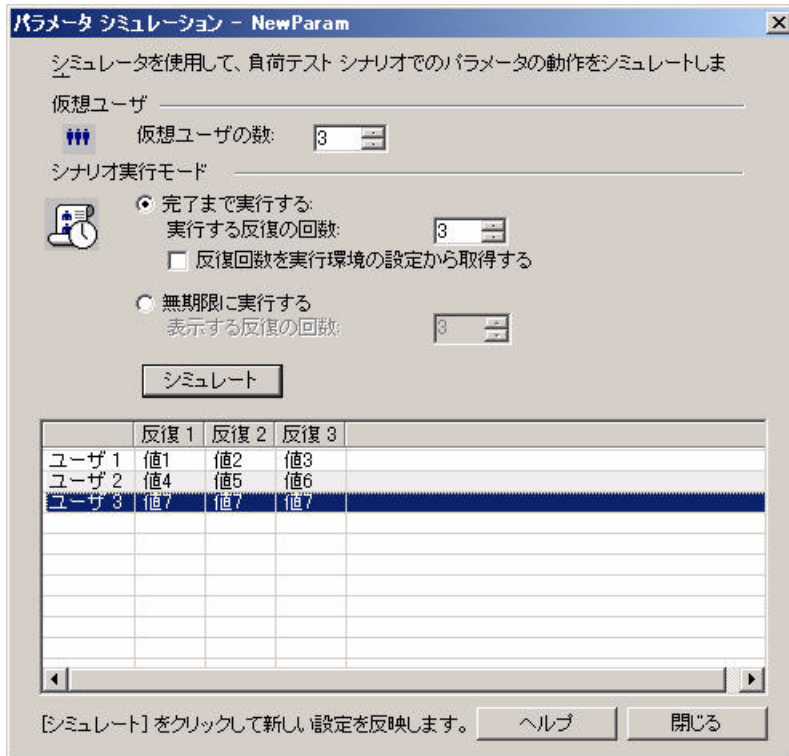 パラメータ シミュレーション - NewParam
シミュレータを使用して、負荷テスト シナリオでのパラメータの動作をシミュレートしま
仮想ユーザ
仮想ユーザの数: 3
シナリオ実行モード
完了まで実行する:
実行する反復の回数: 3
反復回数を実行環境の設定から取得する
無期限に実行する
表示する反復の回数: 3
シミュレート
反復 1 反復 2 反復 3
ユーザ 1 値1 値2 値3
ユーザ 2 値4 値5 値6
ユーザ 3 値7 値7 値7
[シミュレート] をクリックして新しい設定を反映します。 ヘルプ 閉じる